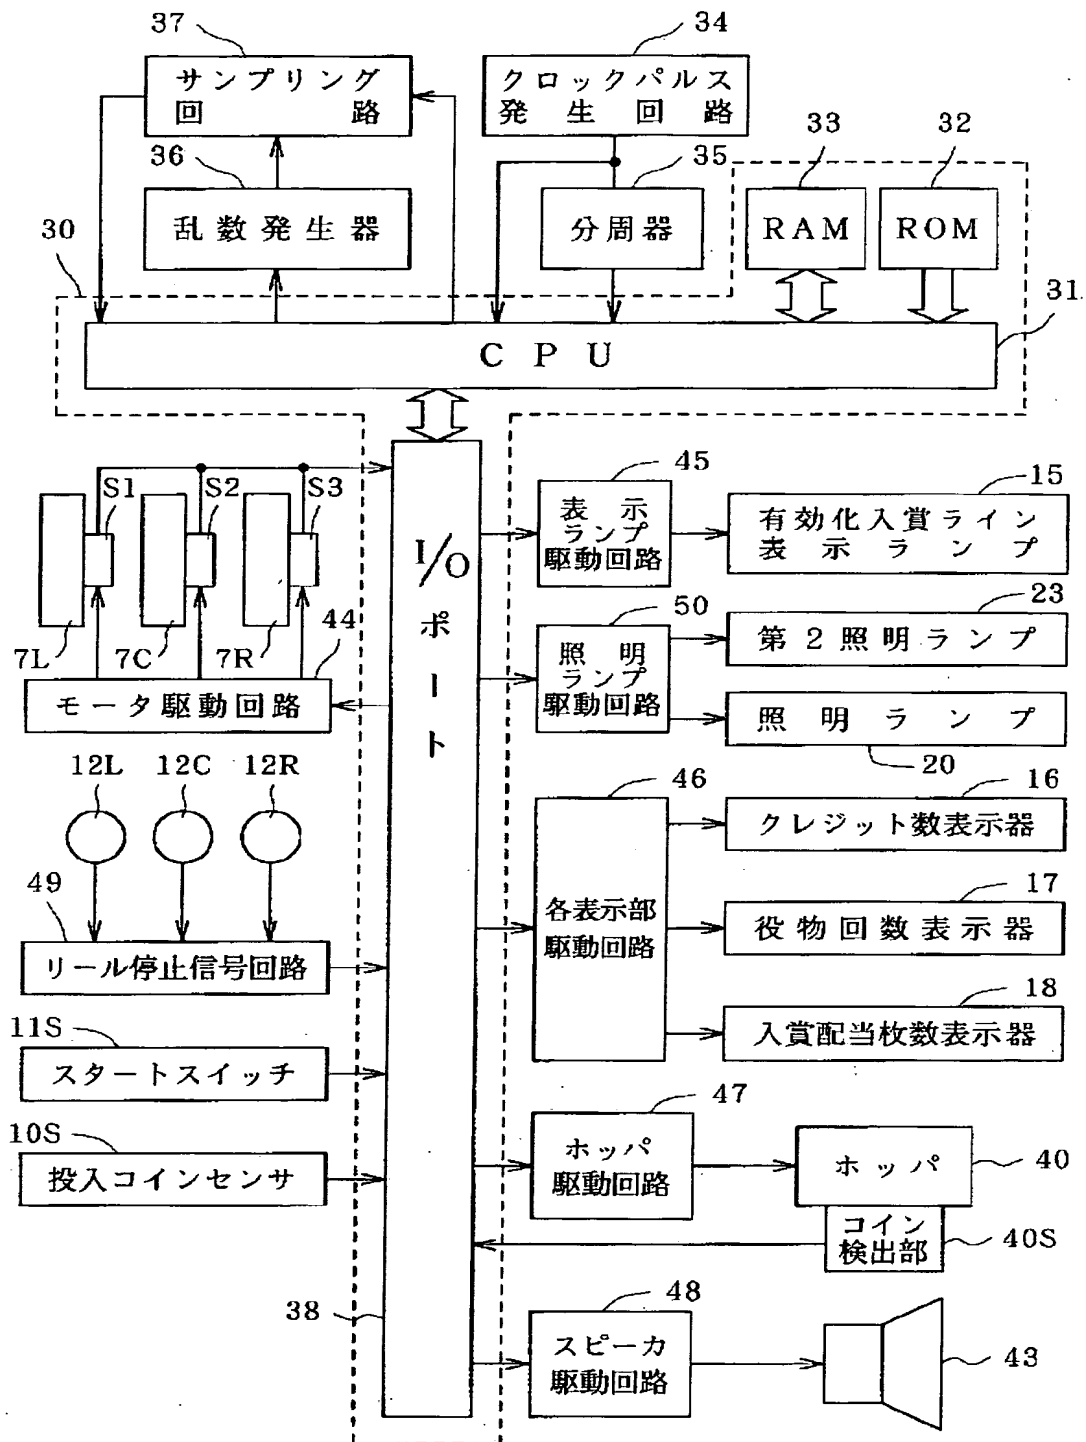 37
34
サンプリング
回路
クロックパルス
発生回路
33
32
36
35
乱数発生器
分周器
RAM
ROM
30
31
CPU
S1
S2
S3
45
15
表示
ランプ
駆動回路
有効化入賞ライン
表示ランプ
I/Oポート
50
23
7L
7C
7R
44
照明
ランプ
駆動回路
第2照明ランプ
モータ駆動回路
照明ランプ
20
12L
12C
12R
46
16
クレジット数表示器
49
17
各表示部
駆動回路
役物回数表示器
リール停止信号回路
18
入賞配当枚数表示器
11S
スタートスイッチ
47
10S
投入コインセンサ
ホッパ
駆動回路
ホッパ
40
コイン
検出部
40S
38
48
スピーカ
駆動回路
43